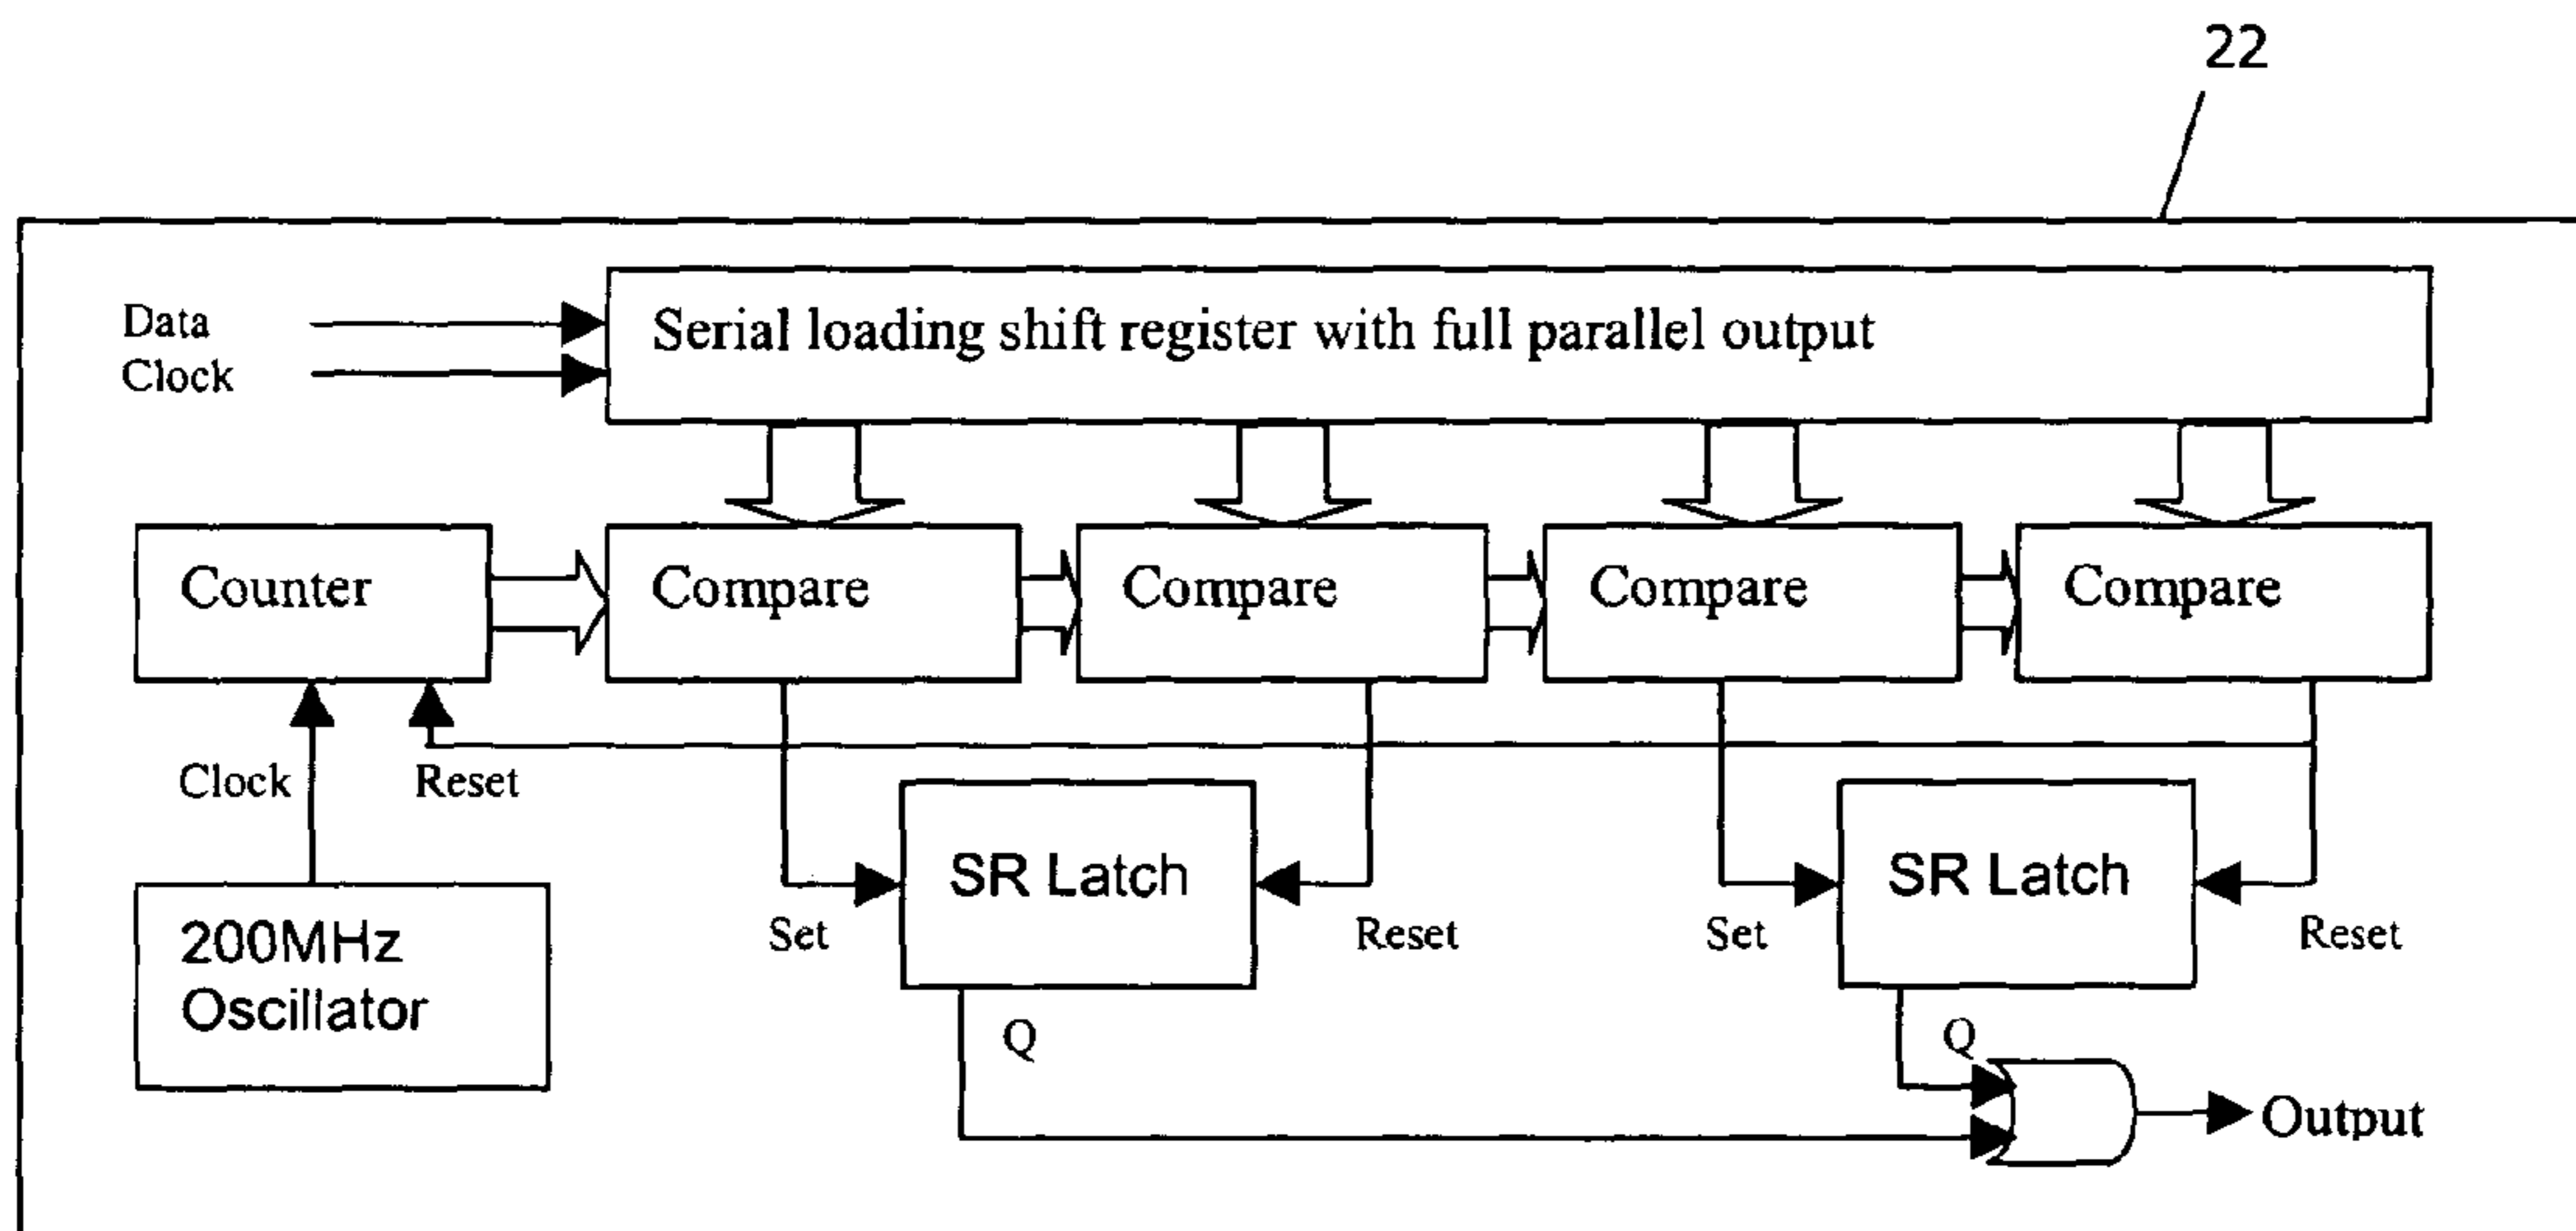 22
Data
Clock
Serial loading shift register with full parallel output
Counter
Compare
Compare
Compare
Compare
Clock
Reset
200MHz
Oscillator
SR Latch
SR Latch
Set
Reset
Set
Reset
Q
Q
Output